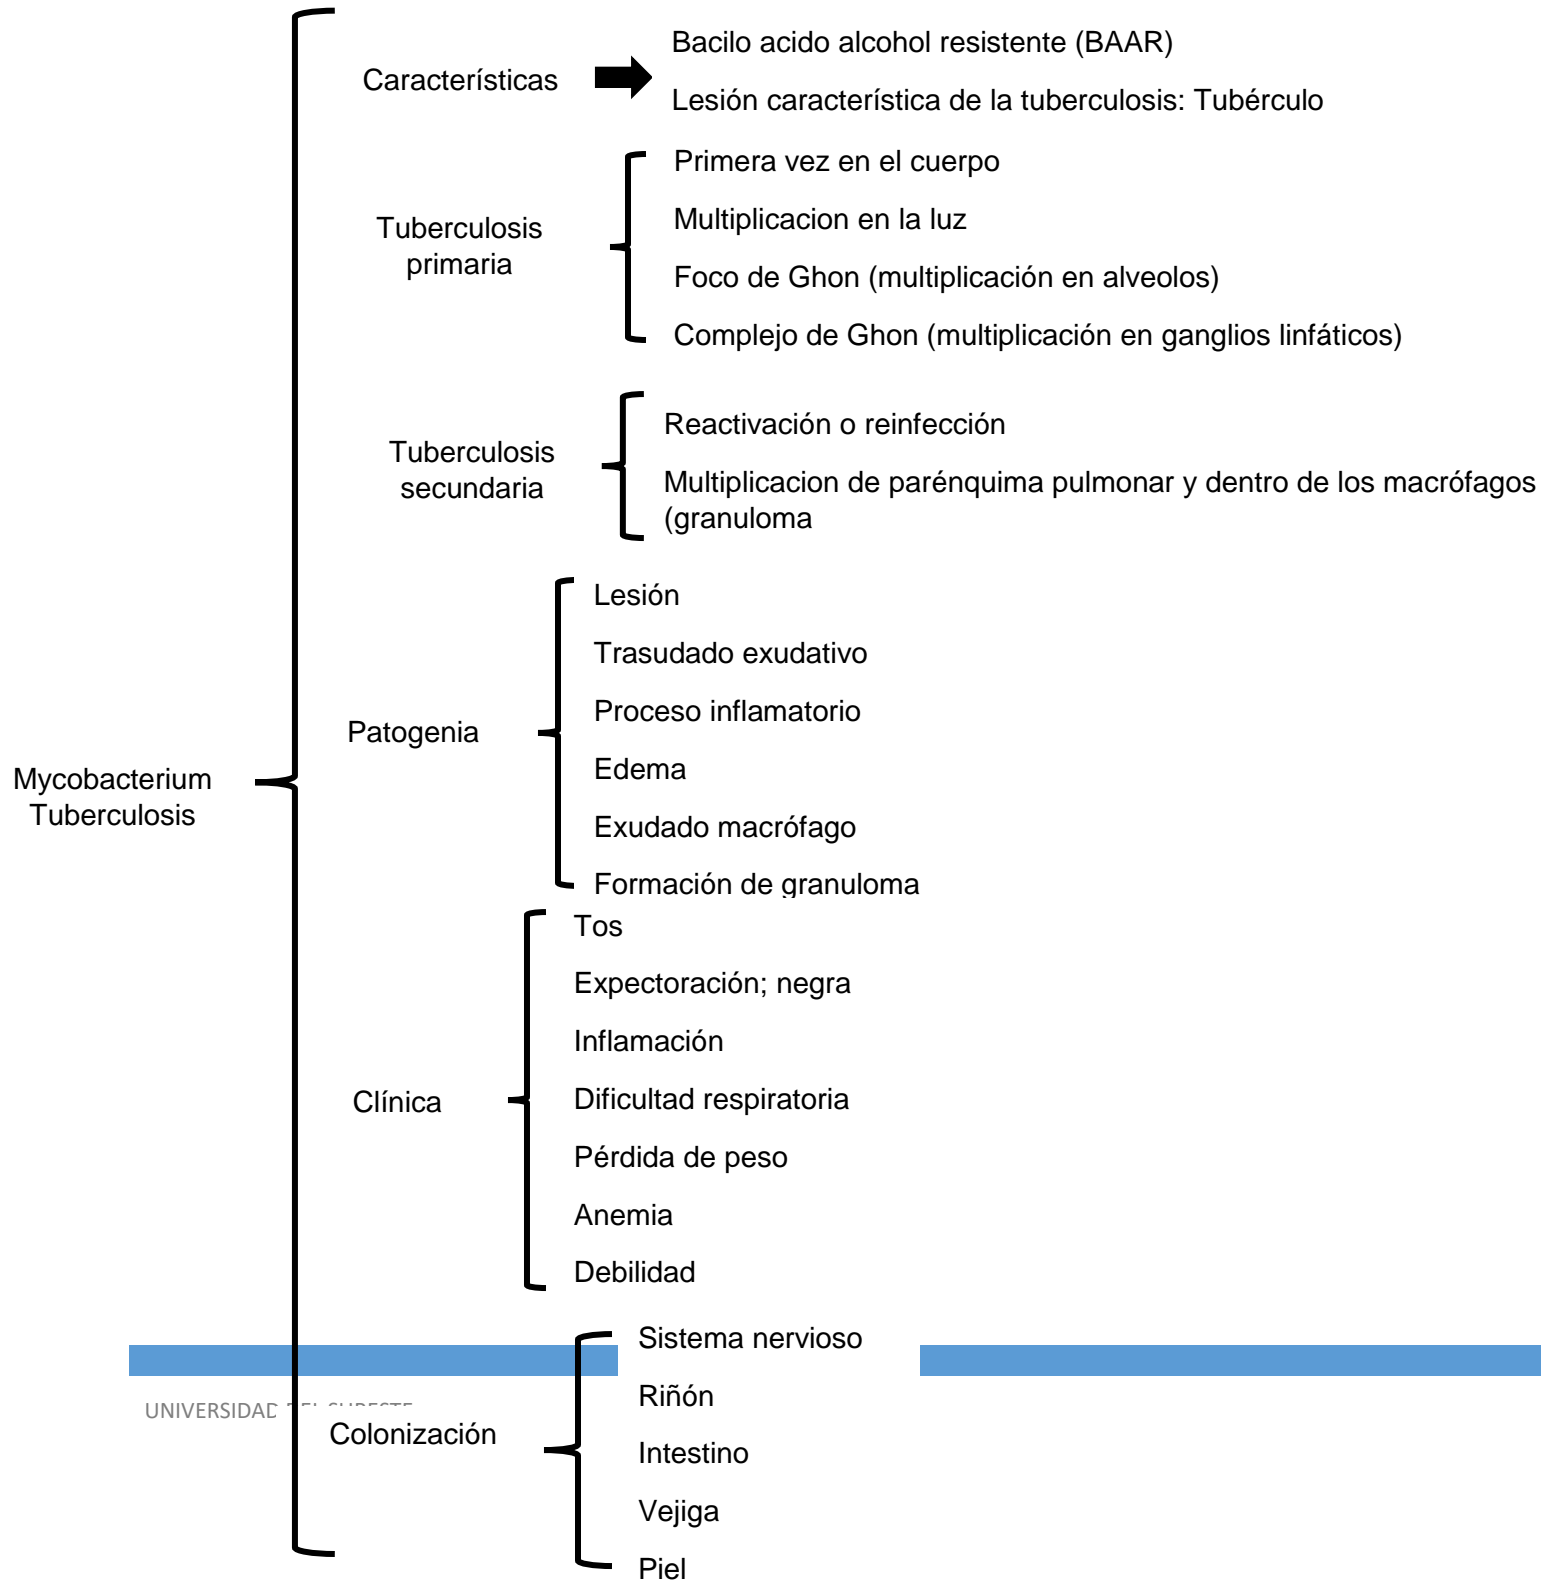 Mycobacterium
Tuberculosis
Características
Bacilo acido alcohol resistente (BAAR)
Lesión característica de la tuberculosis: Tubérculo
Tuberculosis
primaria
Primera vez en el cuerpo
Multiplicacion en la luz
Foco de Ghon (multiplicación en alveolos)
Complejo de Ghon (multiplicación en ganglios linfáticos)
Tuberculosis
secundaria
Reactivación o reinfección
Multiplicacion de parénquima pulmonar y dentro de los macrófagos
(granuloma
Patogenia
Lesión
Trasudado exudativo
Proceso inflamatorio
Edema
Exudado macrófago
Formación de granuloma
Clínica
Tos
Expectoración; negra
Inflamación
Dificultad respiratoria
Pérdida de peso
Anemia
Debilidad
Colonización
Sistema nervioso
Riñón
Intestino
Vejiga
Piel
UNIVERSIDAD